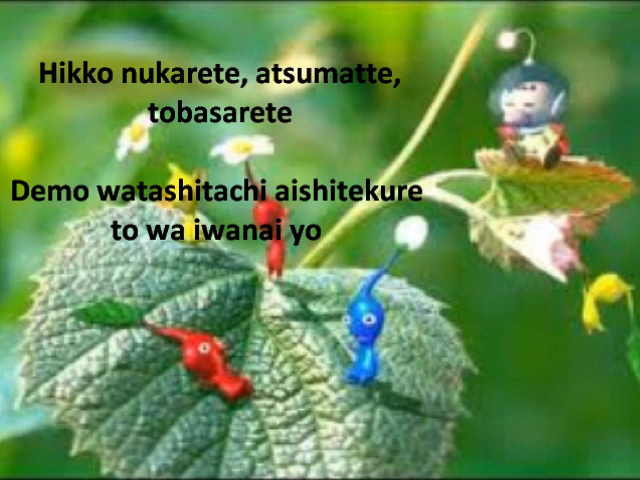 Hikko nukarete, atsumatte,
tobasarete
Demo watashitachi aishitekure
to wa iwanai yo